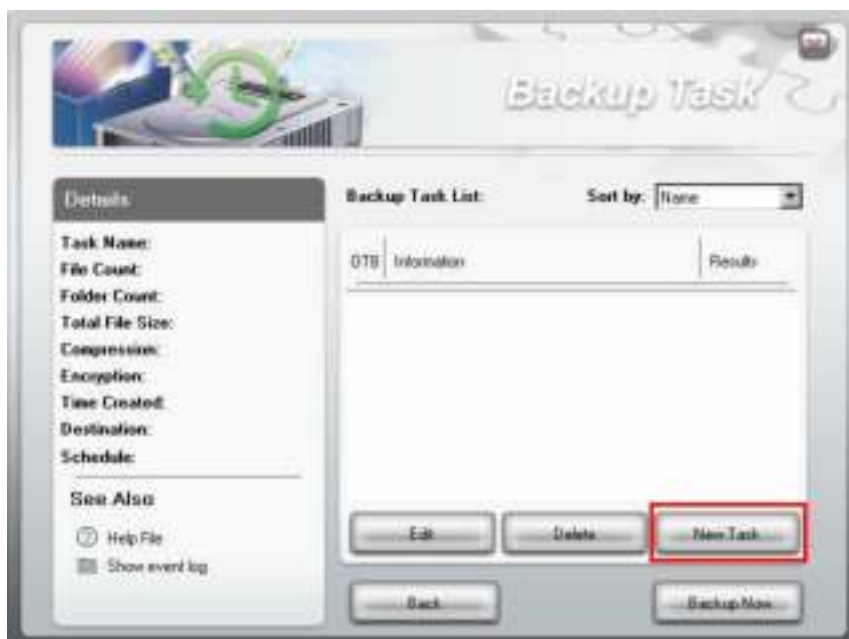 Backup Task
Details
Task Name:
File Count:
Folder Count:
Total File Size:
Compression:
Encryption:
Time Created:
Destination:
Schedule:
See Also
Help File
Show event log
Backup Task List:
Sort by: Name
OTB Information Results
Edit Delete New Task
Back Backup Now